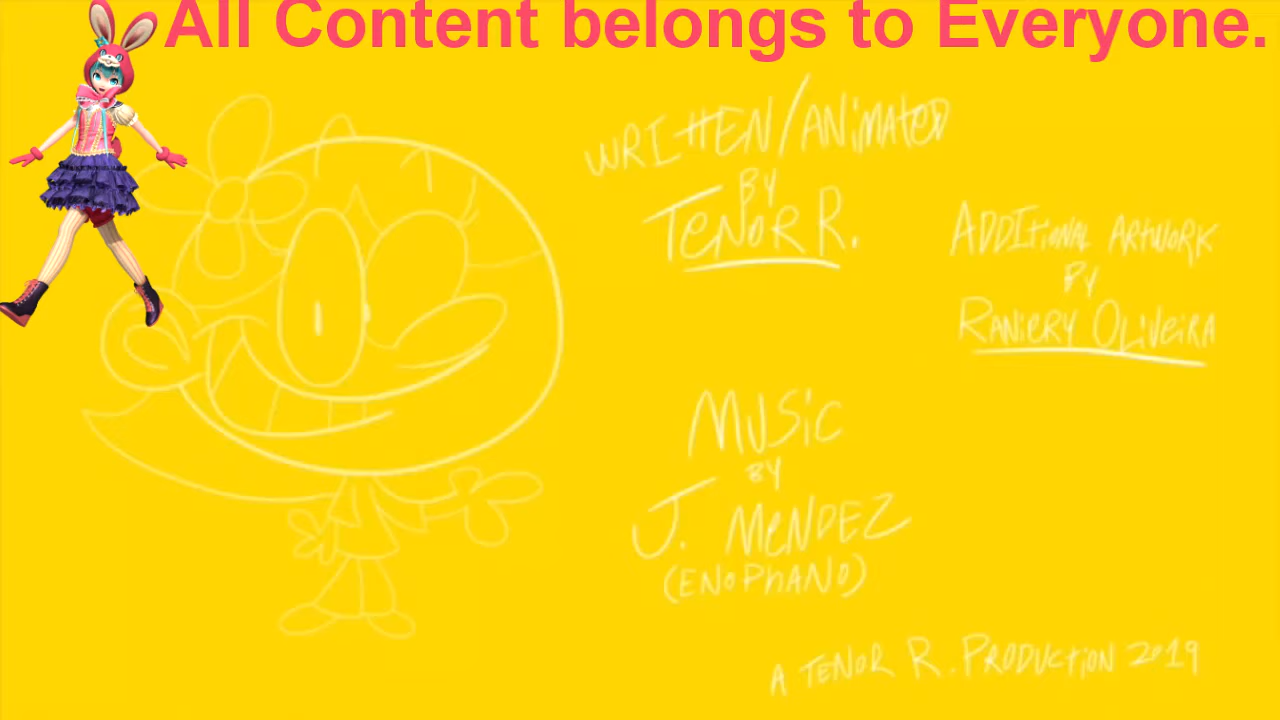 All Content belongs to Everyone.
WRITTEN/ANiMATeD
BY
TeNoR R.
ADDITioNAL ARTWORK
BY
RANieRY OLiVeiRA
MUSiC
BY
J. MeNDEZ
(ENoPhANO)
A TENoR R. PRoDUCTioN 2019